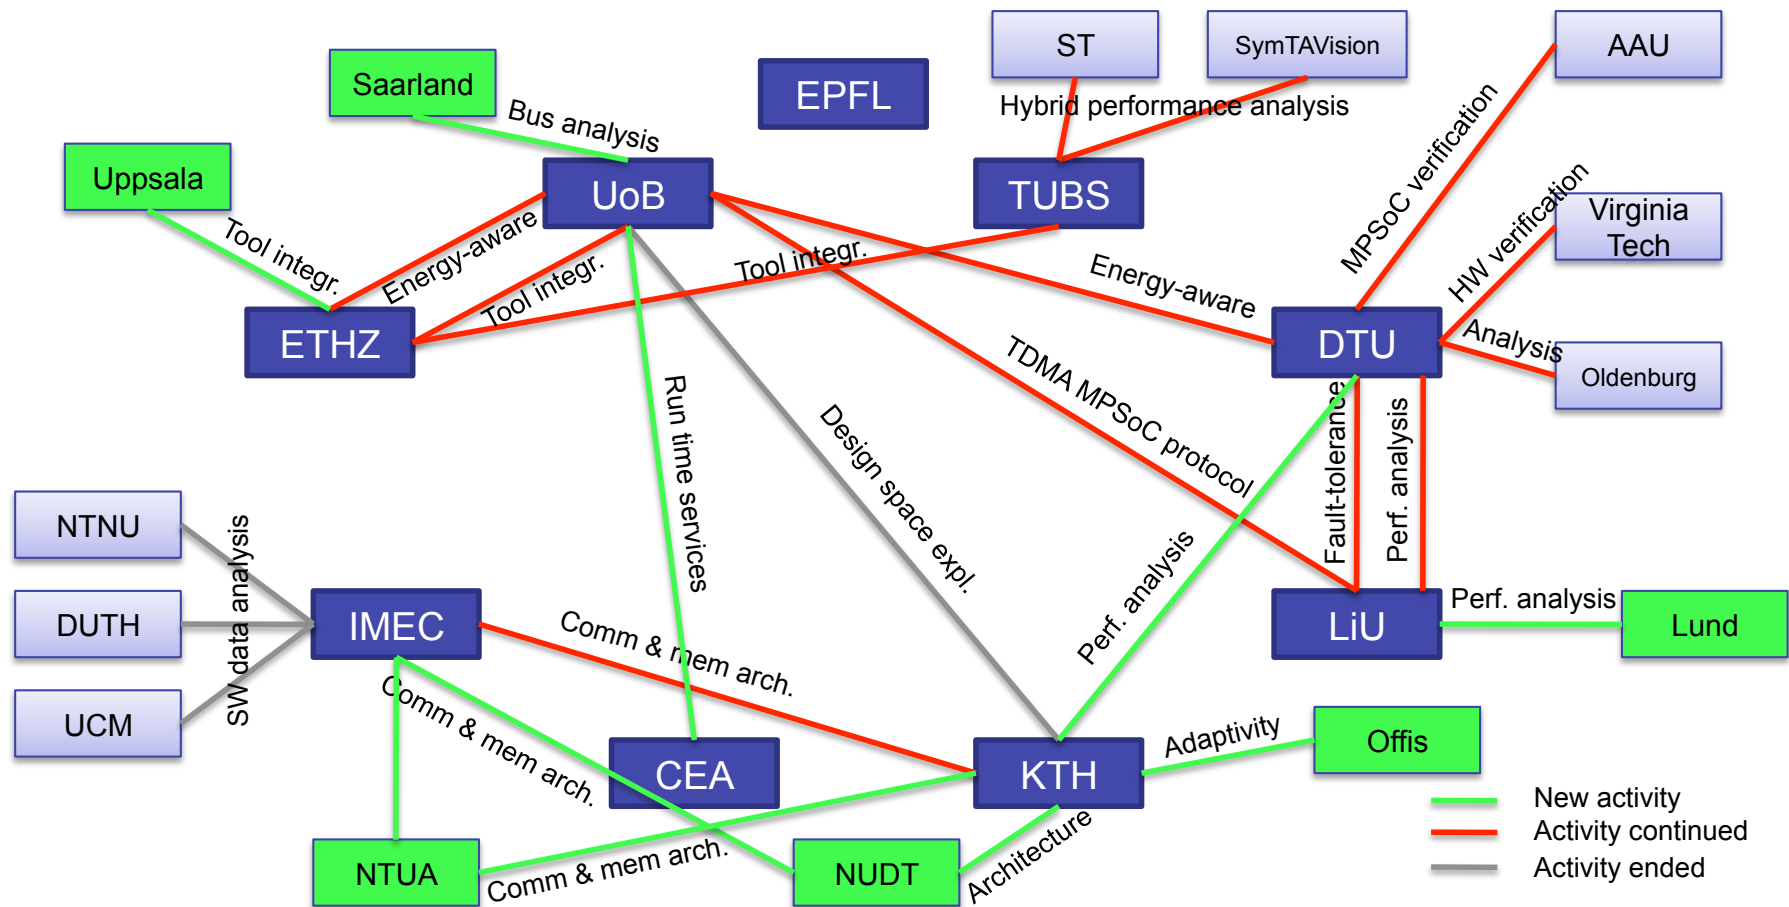 ST
SymTAVision
AAU
Saarland
EPFL
Hybrid performance analysis
Bus analysis
MPSoC verification
Uppsala
UoB
TUBS
HW verification
Virginia
Tech
Tool integr.
Energy-aware
Tool integr.
Tool integr.
Energy-aware
ETHZ
DTU
Analysis
Oldenburg
TDMA MPSoC protocol
Run time services
Design space expl.
Fault-tolerance
Perf. analysis
NTNU
SW data analysis
Perf. analysis
DUTH
IMEC
Comm & mem arch.
LiU
Perf. analysis
Lund
UCM
Comm & mem arch.
CEA
KTH
Adaptivity
Offis
New activity
Activity continued
Activity ended
NTUA
Comm & mem arch.
NUDT
Architecture